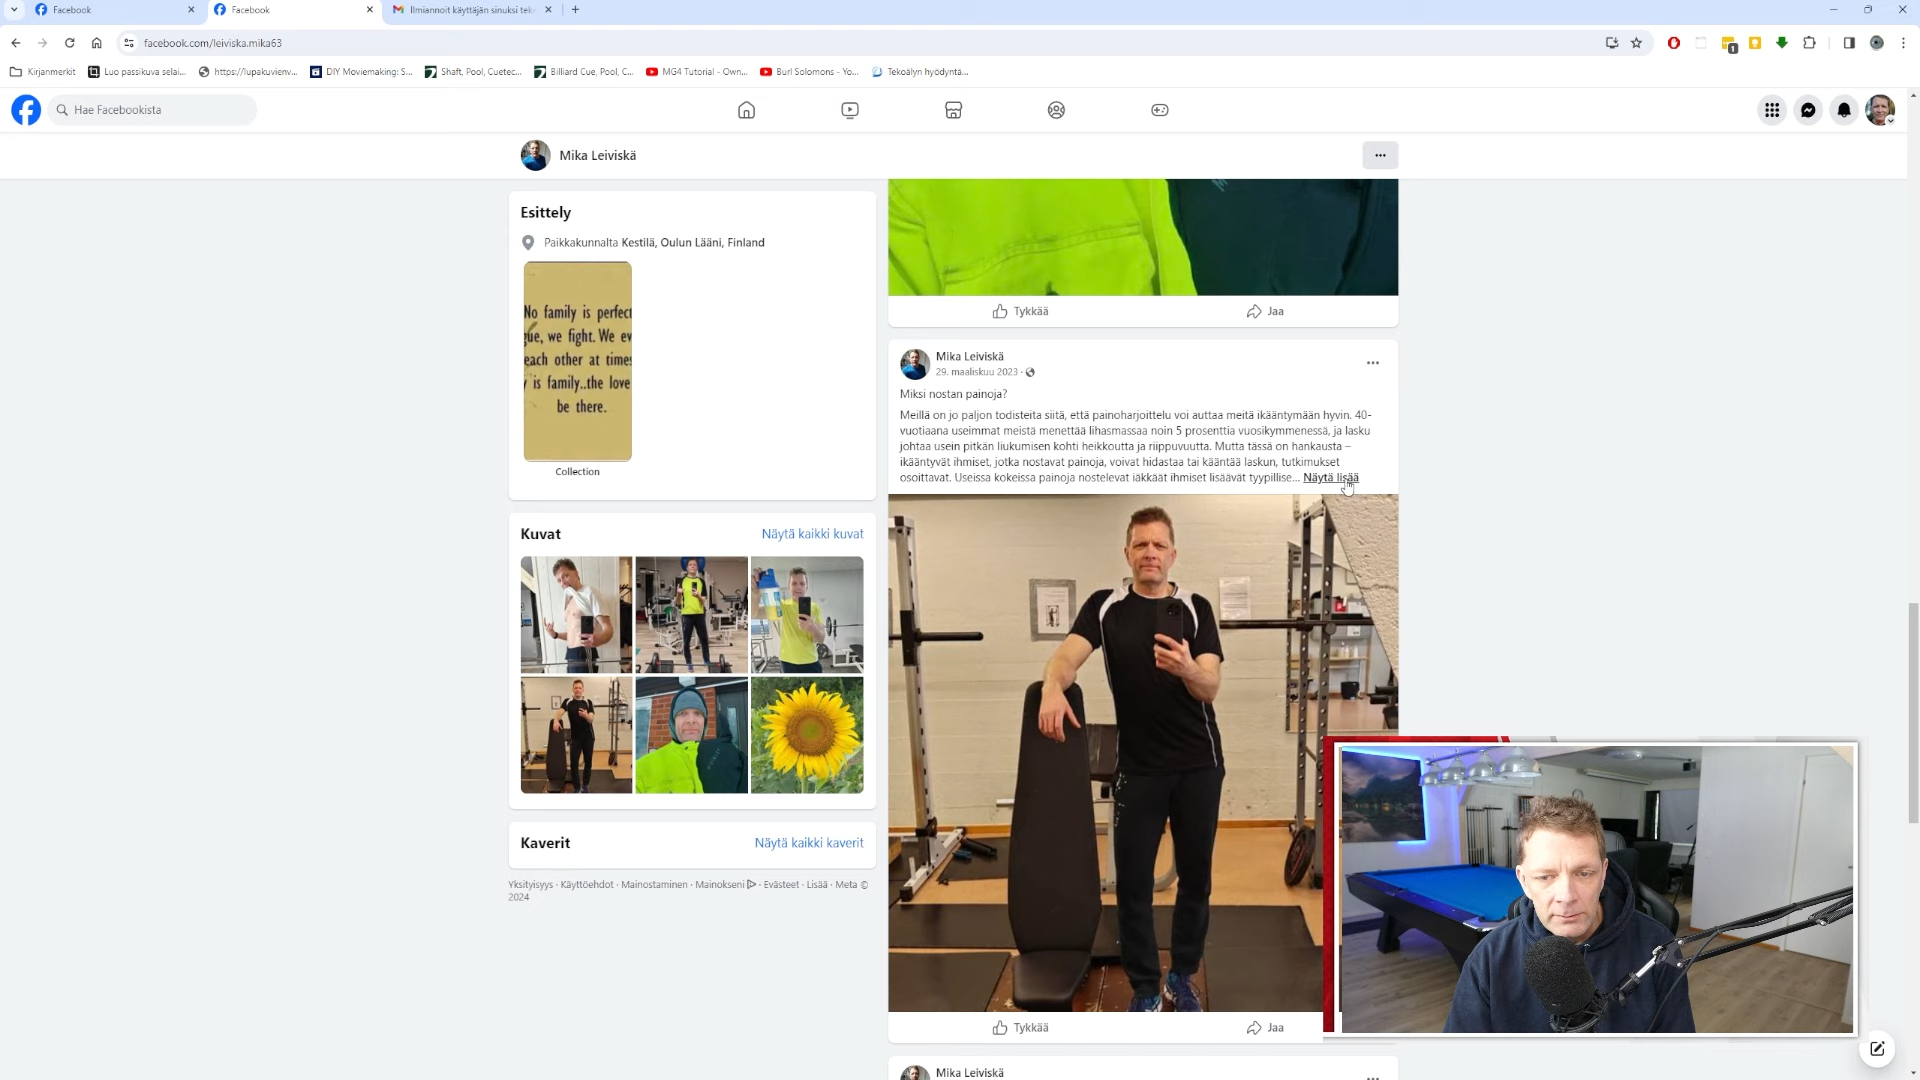 Facebook
Facebook
Ilmiannoit käyttäjän sinuksi tek
facebook.com/leiviska.mika63
Kirjanmerkit
Luo passikuva selai...
https://lupakuvienv...
DIY Moviemaking: S...
Shaft, Pool, Cuetec...
Billiard Cue, Pool, C...
MG4 Tutorial - Own...
Burl Solomons - Yo...
Tekoälyn hyödyntä...
Hae Facebookista
Mika Leiviskä
Esittely
Paikkakunnalta Kestilä, Oulun Lääni, Finland
No family is perfect
gue, we fight. We ev
each other at times
y is family..the love
be there.
Collection
Kuvat
Näytä kaikki kuvat
Kaverit
Näytä kaikki kaverit
Yksityisyys · Käyttöehdot · Mainostaminen · Mainokseni · Evästeet · Lisää · Meta ©
2024
Tykkää
Jaa
Mika Leiviskä
29. maaliskuu 2023 ·
Miksi nostan painoja?
Meillä on jo paljon todisteita siitä, että painoharjoittelu voi auttaa meitä ikääntymään hyvin. 40-
vuotiaana useimmat meistä menettää lihasmassaa noin 5 prosenttia vuosikymmenessä, ja lasku
johtaa usein pitkän liukumisen kohti heikkoutta ja riippuvuutta. Mutta tässä on hankausta –
ikääntyvät ihmiset, jotka nostavat painoja, voivat hidastaa tai kääntää laskun, tutkimukset
osoittavat. Useissa kokeissa painoja nostelevat iäkkäät ihmiset lisäävät tyypillise... Näytä lisää
Tykkää
Jaa
Mika Leiviskä